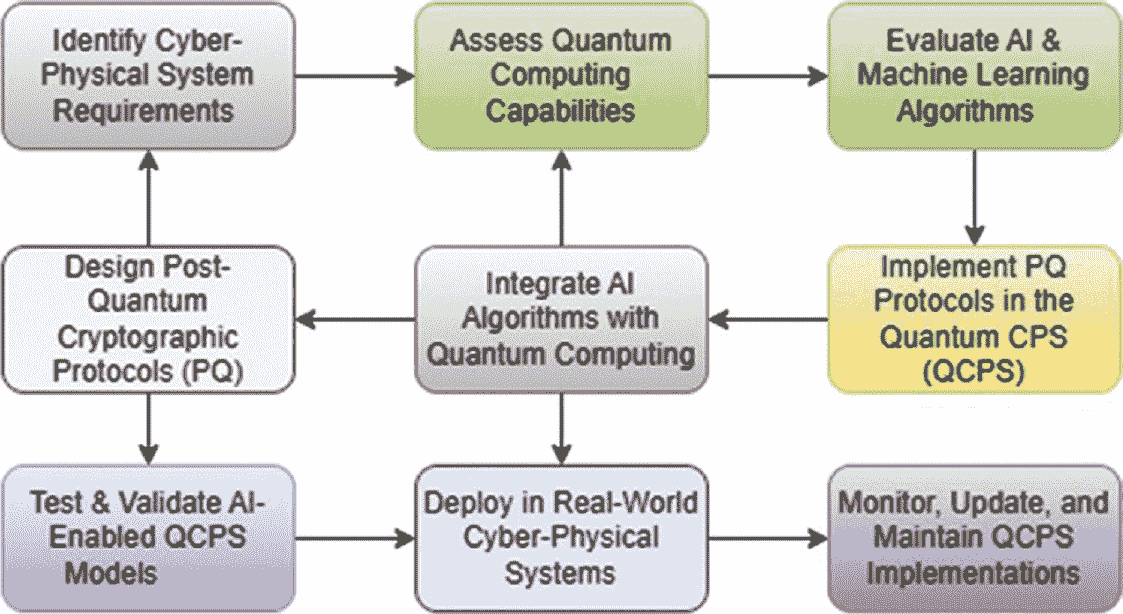 Identify Cyber-
Physical System
Requirements
Assess Quantum
Computing
Capabilities
Evaluate AI &
Machine Learning
Algorithms
Design Post-
Quantum
Cryptographic
Protocols (PQ)
Integrate AI
Algorithms with
Quantum Computing
Implement PQ
Protocols in the
Quantum CPS
(QCPS)
Test & Validate AI-
Enabled QCPS
Models
Deploy in Real-World
Cyber-Physical
Systems
Monitor, Update, and
Maintain QCPS
Implementations